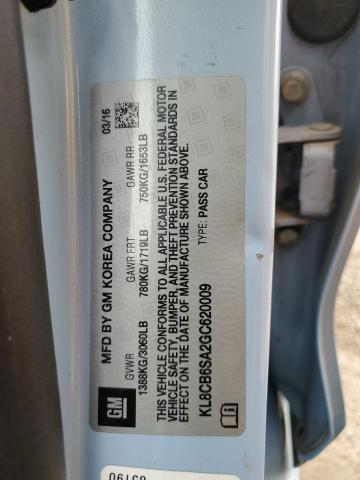 MFD BY GM KOREA COMPANY 03/16
GVWR GAWR FRT GAWR RR
1388KG/3060LB 780KG/1719LB 750KG/1653LB
THIS VEHICLE CONFORMS TO ALL APPLICABLE U.S. FEDERAL MOTOR
VEHICLE SAFETY, BUMPER, AND THEFT PREVENTION STANDARDS IN
EFFECT ON THE DATE OF MANUFACTURE SHOWN ABOVE.
KL8CB6SA2GC620009 TYPE: PASS CAR
GM